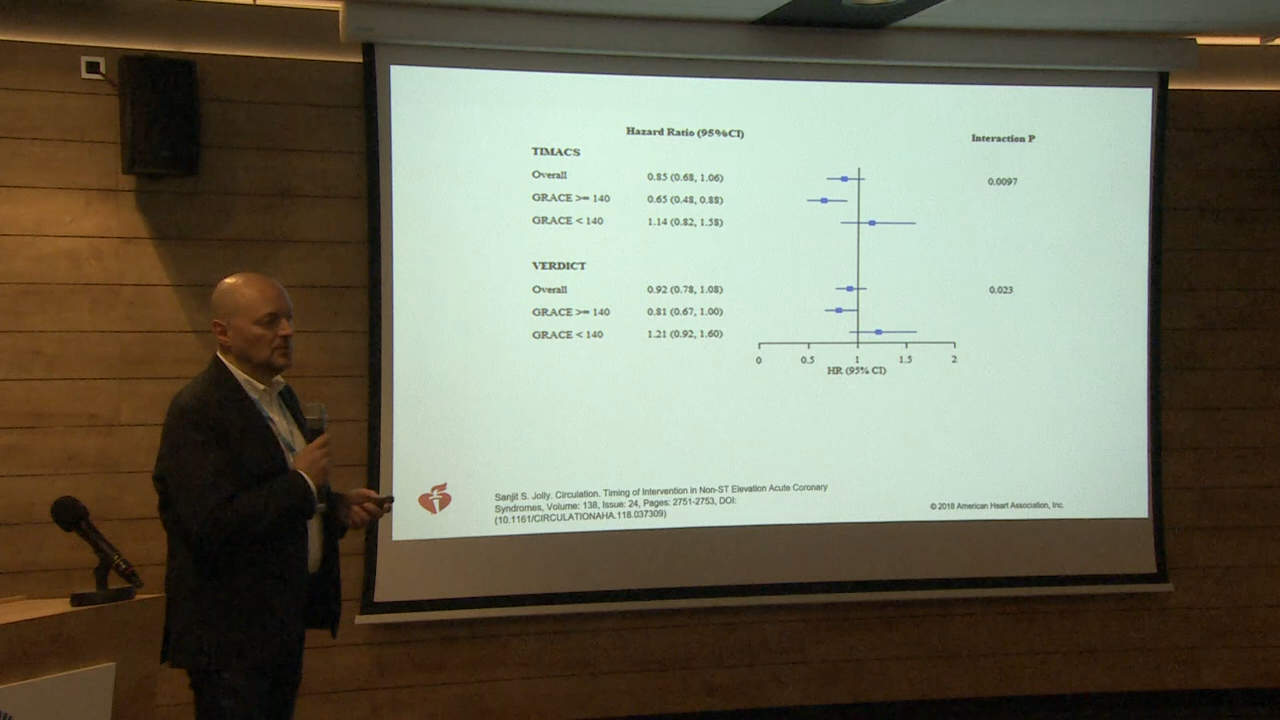 Hazard Ratio (95%CI)
Interaction P
TIMACS
Overall 0.85 (0.68, 1.06) 0.0097
GRACE >= 140 0.65 (0.48, 0.88)
GRACE < 140 1.14 (0.82, 1.58)
VERDICT
Overall 0.92 (0.78, 1.08) 0.023
GRACE >= 140 0.81 (0.67, 1.00)
GRACE < 140 1.21 (0.92, 1.60)
0 0.5 1 1.5 2
HR (95% CI)
Sanjit S. Jolly. Circulation. Timing of Intervention in Non-ST Elevation Acute Coronary
Syndromes, Volume: 138, Issue: 24, Pages: 2751-2753, DOI:
(10.1161/CIRCULATIONAHA.118.037309)
© 2018 American Heart Association, Inc.